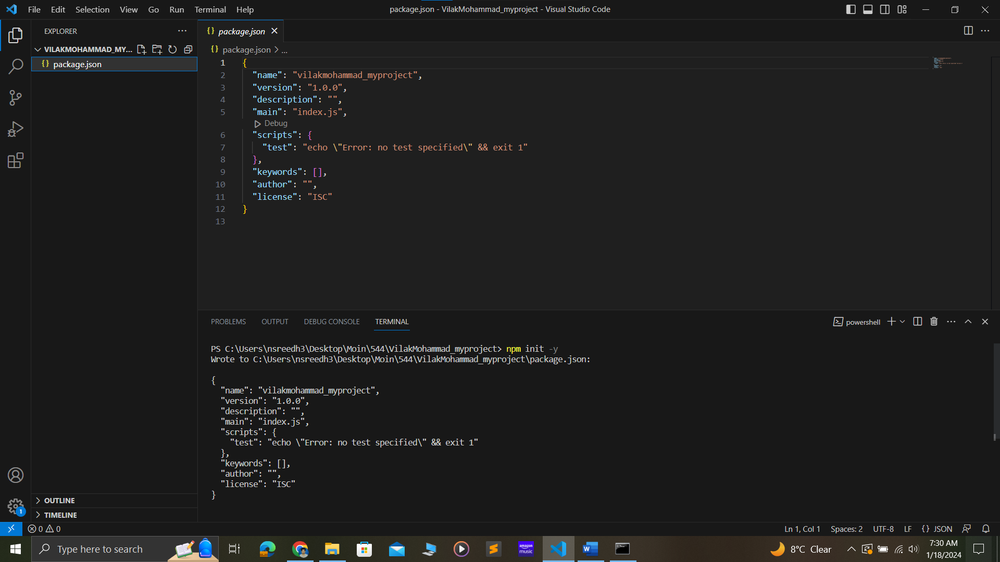 File Edit Selection View Go Run Terminal Help
package.json - VilakMohammad_myproject - Visual Studio Code
EXPLORER
VILAKMOHAMMAD_MY...
package.json
package.json
package.json > ...
1 {
2 "name": "vilakmohammad_myproject",
3 "version": "1.0.0",
4 "description": "",
5 "main": "index.js",
Debug
6 "scripts": {
7 "test": "echo \"Error: no test specified\" && exit 1"
8 },
9 "keywords": [],
10 "author": "",
11 "license": "ISC"
12 }
13
PROBLEMS OUTPUT DEBUG CONSOLE TERMINAL
powershell
PS C:\Users\nsreedh3\Desktop\Moin\544\VilakMohammad_myproject> npm init -y
Wrote to C:\Users\nsreedh3\Desktop\Moin\544\VilakMohammad_myproject\package.json:
{
"name": "vilakmohammad_myproject",
"version": "1.0.0",
"description": "",
"main": "index.js",
"scripts": {
"test": "echo \"Error: no test specified\" && exit 1"
},
"keywords": [],
"author": "",
"license": "ISC"
}
OUTLINE
1
TIMELINE
0 0
Ln 1, Col 1 Spaces: 2 UTF-8 LF {} JSON
Type here to search
amazon
music
8°C Clear
7:30 AM
1/18/2024